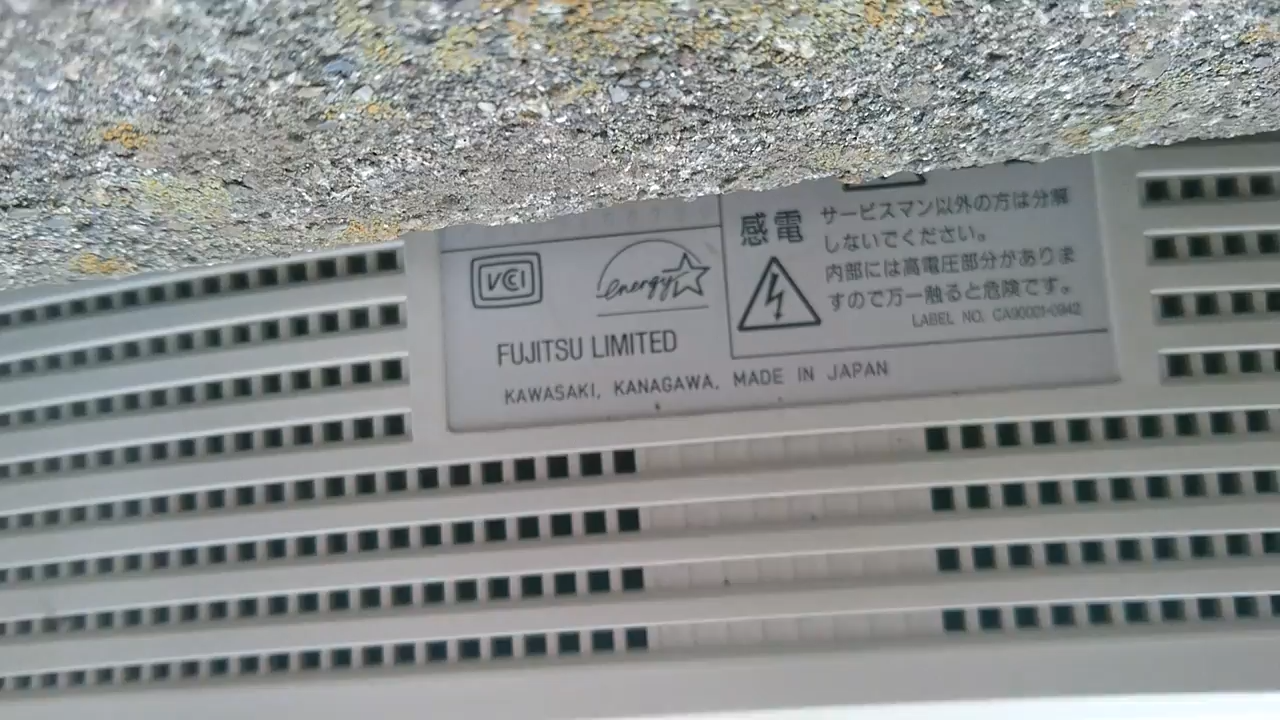 VCCI
energy
FUJITSU LIMITED
KAWASAKI, KANAGAWA, MADE IN JAPAN
感電
サービスマン以外の方は分解
しないでください。
内部には高電圧部分がありま
すので万一触ると危険です。
LABEL NO. CA90001-0942